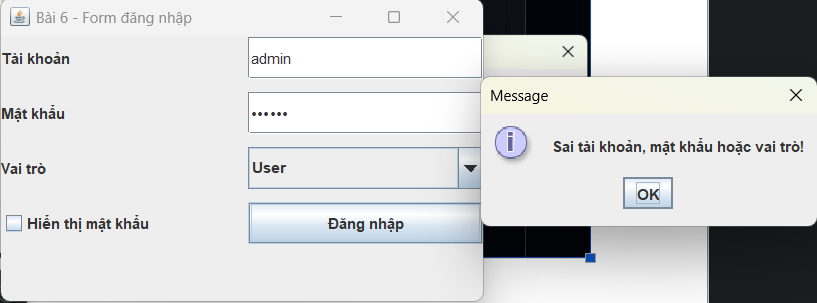 Bài 6 - Form đăng nhập
Tài khoản
admin
Mật khẩu
••••••
Vai trò
User
Hiển thị mật khẩu
Đăng nhập
Message
Sai tài khoản, mật khẩu hoặc vai trò!
OK